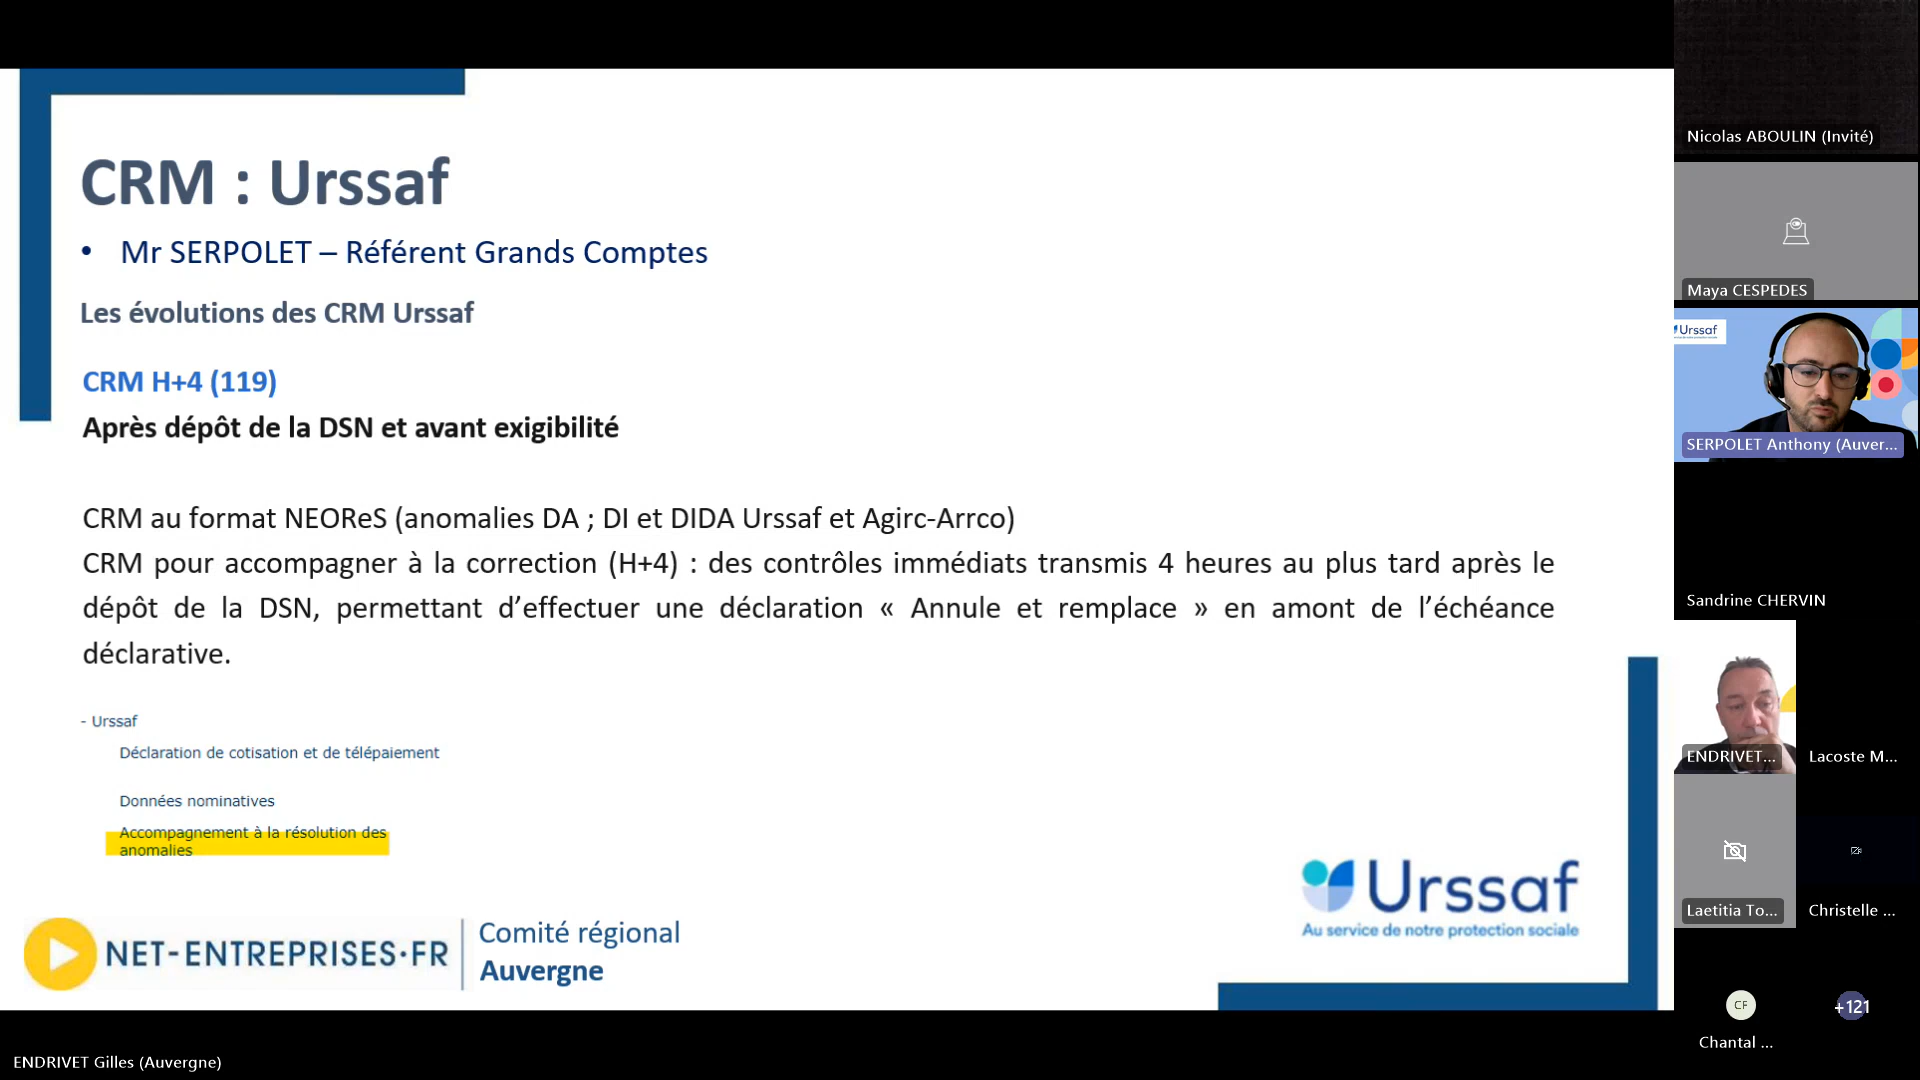 CRM : Urssaf
• Mr SERPOLET – Référent Grands Comptes
Les évolutions des CRM Urssaf
CRM H+4 (119)
Après dépôt de la DSN et avant exigibilité
CRM au format NEOReS (anomalies DA ; DI et DIDA Urssaf et Agirc-Arrco)
CRM pour accompagner à la correction (H+4) : des contrôles immédiats transmis 4 heures au plus tard après le
dépôt de la DSN, permettant d’effectuer une déclaration « Annule et remplace » en amont de l’échéance
déclarative.
- Urssaf
Déclaration de cotisation et de télépaiement
Données nominatives
Accompagnement à la résolution des
anomalies
NET-ENTREPRISES·FR
Comité régional
Auvergne
Urssaf
Au service de notre protection sociale
ENDRIVET Gilles (Auvergne)
Nicolas ABOULIN (Invité)
Maya CESPEDES
Urssaf
SERPOLET Anthony (Auver...
Sandrine CHERVIN
ENDRIVET...
Lacoste M...
Laetitia To...
Christelle ...
CF
+121
Chantal ...